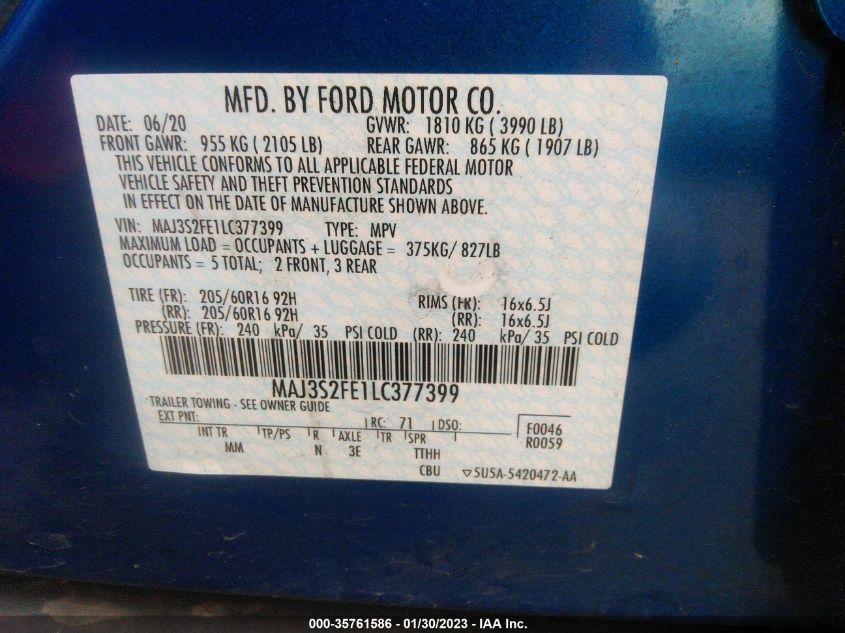 MFD. BY FORD MOTOR CO.
DATE: 06/20 GVWR: 1810 KG ( 3990 LB)
FRONT GAWR: 955 KG ( 2105 LB) REAR GAWR: 865 KG ( 1907 LB)
THIS VEHICLE CONFORMS TO ALL APPLICABLE FEDERAL MOTOR
VEHICLE SAFETY AND THEFT PREVENTION STANDARDS
IN EFFECT ON THE DATE OF MANUFACTURE SHOWN ABOVE.
VIN: MAJ3S2FE1LC377399 TYPE: MPV
MAXIMUM LOAD = OCCUPANTS + LUGGAGE = 375KG/ 827LB
OCCUPANTS = 5 TOTAL; 2 FRONT, 3 REAR
TIRE (FR): 205/60R16 92H RIMS (FR): 16x6.5J
(RR): 205/60R16 92H (RR): 16x6.5J
PRESSURE (FR): 240 kPa/ 35 PSI COLD (RR): 240 kPa/ 35 PSI COLD
MAJ3S2FE1LC377399
TRAILER TOWING - SEE OWNER GUIDE
EXT PNT: RC: 71 DSO: F0046
INT TR TP/PS R AXLE TR SPR R0059
MM N 3E TTHH
CBU ▽5U5A-5420472-AA
000-35761586 - 01/30/2023 - IAA Inc.